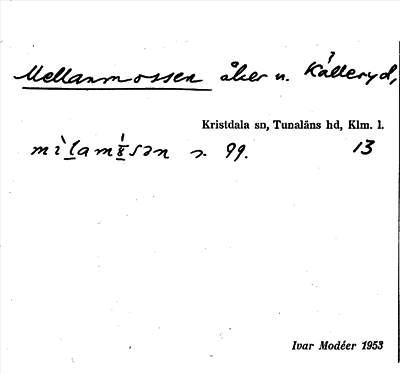 Mellanmossen åker n. Källeryd,
Kristdala sn, Tunaläns hd, Klm. l.
99. 13
Ivar Modéer 1953